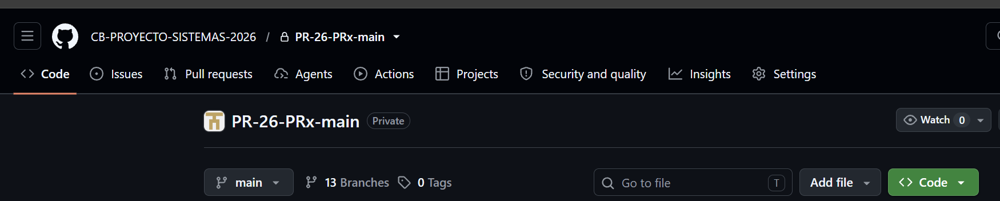 CB-PROYECTO-SISTEMAS-2026 / PR-26-PRx-main
Code Issues Pull requests Agents Actions Projects Security and quality Insights Settings
PR-26-PRx-main Private Watch 0
main 13 Branches 0 Tags Go to file T Add file Code